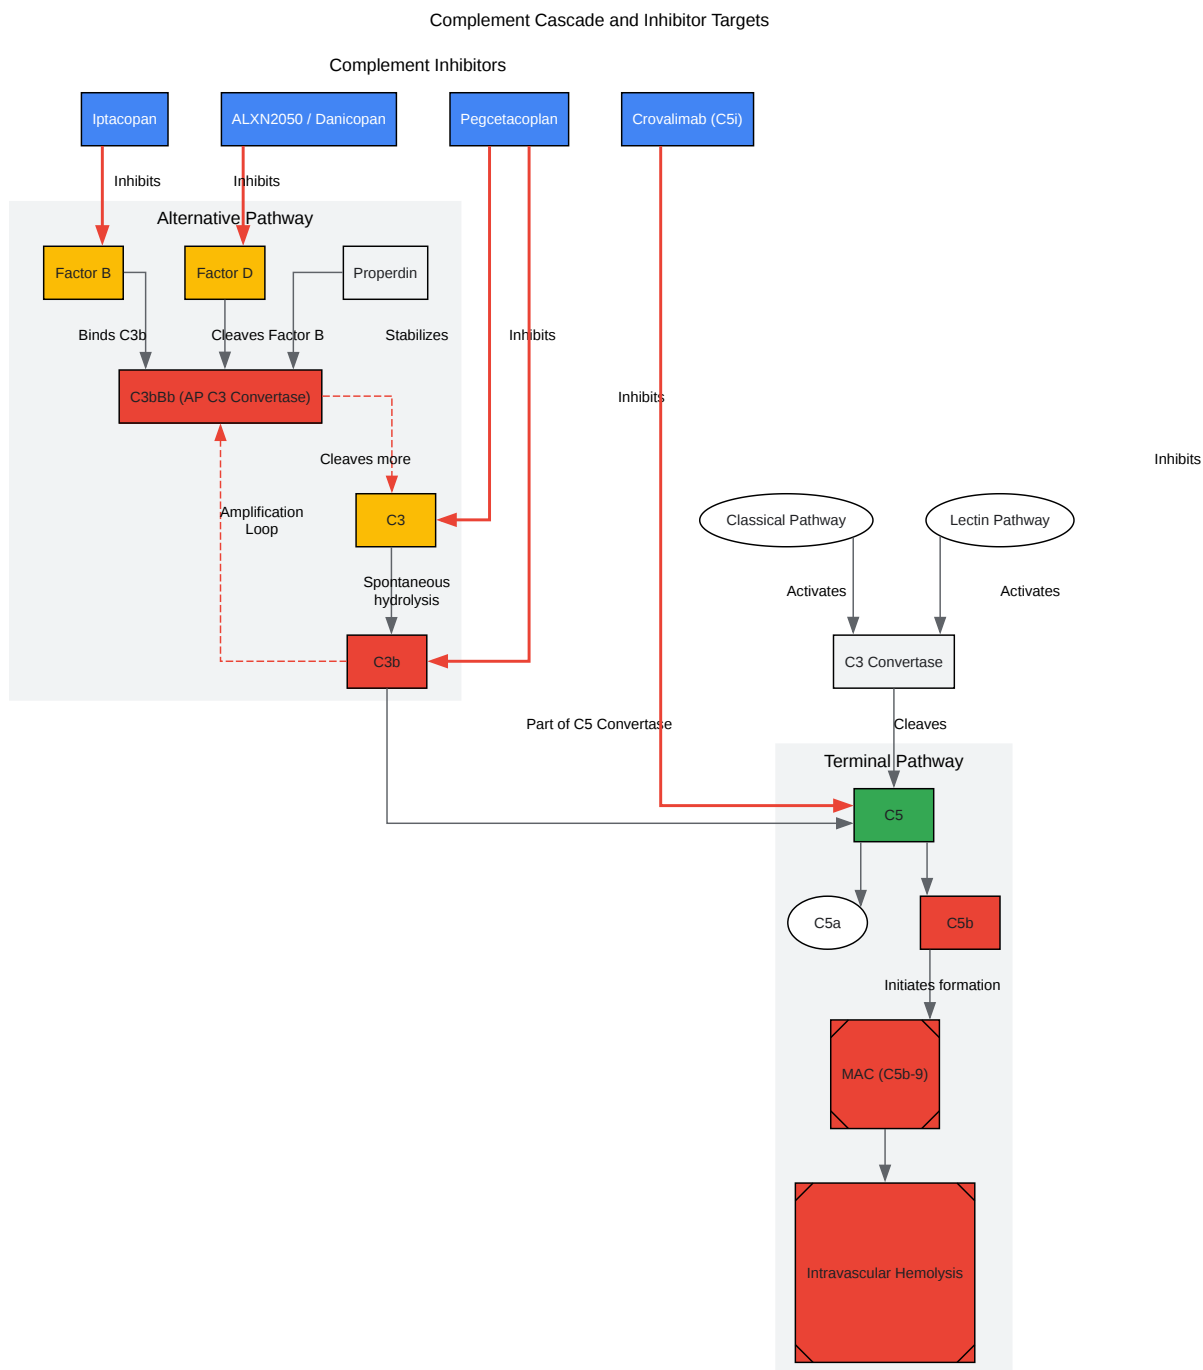 Complement Cascade and Inhibitor Targets
Complement Inhibitors
Iptacopan
ALXN2050 / Danicopan
Pegcetacoplan
Crovalimab (C5i)
Inhibits
Inhibits
Alternative Pathway
Factor B
Factor D
Properdin
Binds C3b
Cleaves Factor B
Stabilizes
Inhibits
C3bBb (AP C3 Convertase)
Inhibits
Cleaves more
Inhibits
Amplification
Loop
C3
Classical Pathway
Lectin Pathway
Spontaneous
hydrolysis
Activates
Activates
C3b
C3 Convertase
Part of C5 Convertase
Cleaves
Terminal Pathway
C5
C5a
C5b
Initiates formation
MAC (C5b-9)
Intravascular Hemolysis